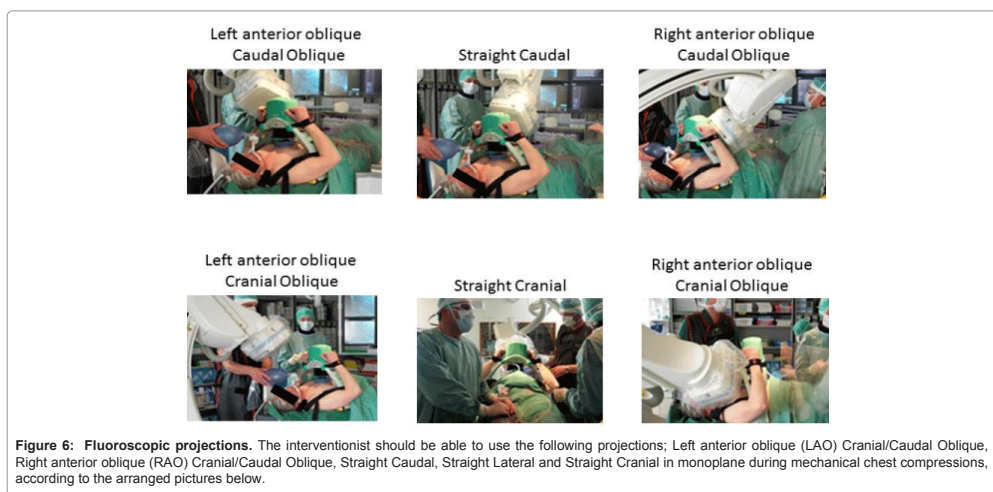 Left anterior oblique
Caudal Oblique
Straight Caudal
Right anterior oblique
Caudal Oblique
Left anterior oblique
Cranial Oblique
Straight Cranial
Right anterior oblique
Cranial Oblique
Figure 6: Fluoroscopic projections. The interventionist should be able to use the following projections; Left anterior oblique (LAO) Cranial/Caudal Oblique,
Right anterior oblique (RAO) Cranial/Caudal Oblique, Straight Caudal, Straight Lateral and Straight Cranial in monoplane during mechanical chest compressions,
according to the arranged pictures below.